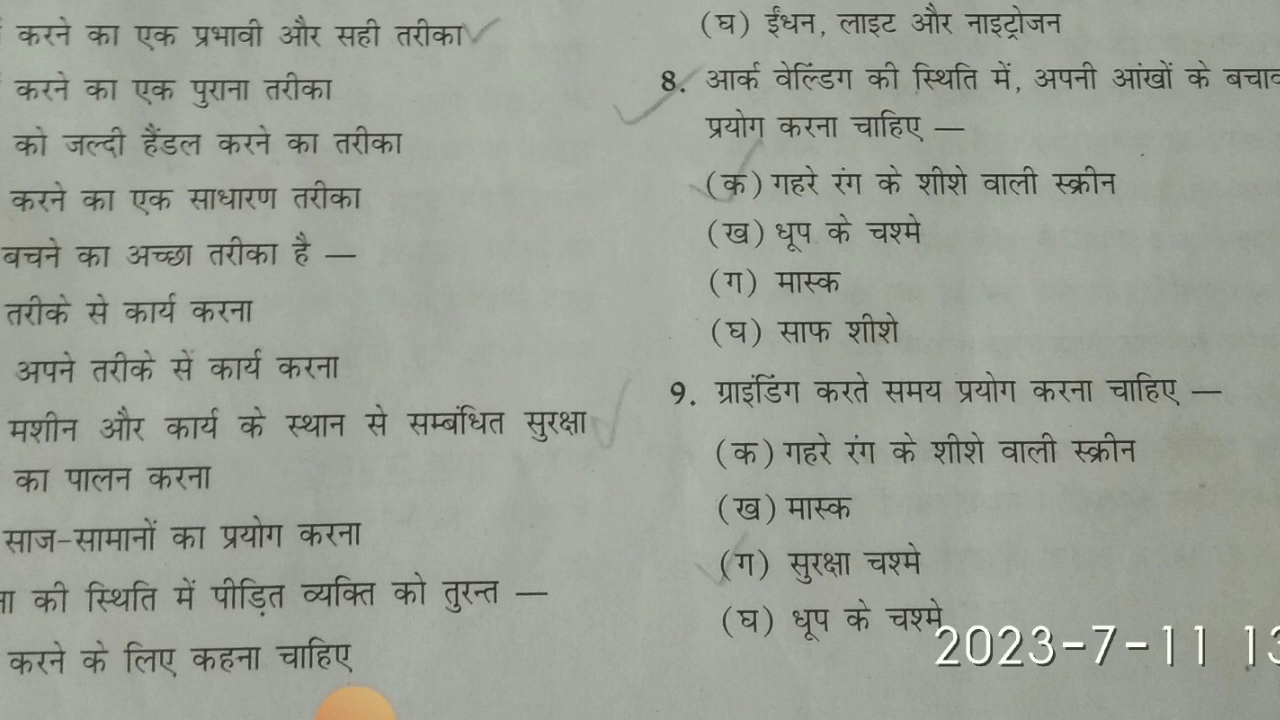 करने का एक प्रभावी और सही तरीका
करने का एक पुराना तरीका
को जल्दी हैंडल करने का तरीका
करने का एक साधारण तरीका
बचने का अच्छा तरीका है —
तरीके से कार्य करना
अपने तरीके सें कार्य करना
मशीन और कार्य के स्थान से सम्बंधित सुरक्षा
का पालन करना
साज-सामानों का प्रयोग करना
की स्थिति में पीड़ित व्यक्ति को तुरन्त —
करने के लिए कहना चाहिए
(घ) ईंधन, लाइट और नाइट्रोजन
8. आर्क वेल्डिंग की स्थिति में, अपनी आंखों के बचाव
प्रयोग करना चाहिए —
(क) गहरे रंग के शीशे वाली स्क्रीन
(ख) धूप के चश्मे
(ग) मास्क
(घ) साफ शीशे
9. ग्राइंडिंग करते समय प्रयोग करना चाहिए —
(क) गहरे रंग के शीशे वाली स्क्रीन
(ख) मास्क
(ग) सुरक्षा चश्मे
(घ) धूप के चश्मे
2023-7-11 13